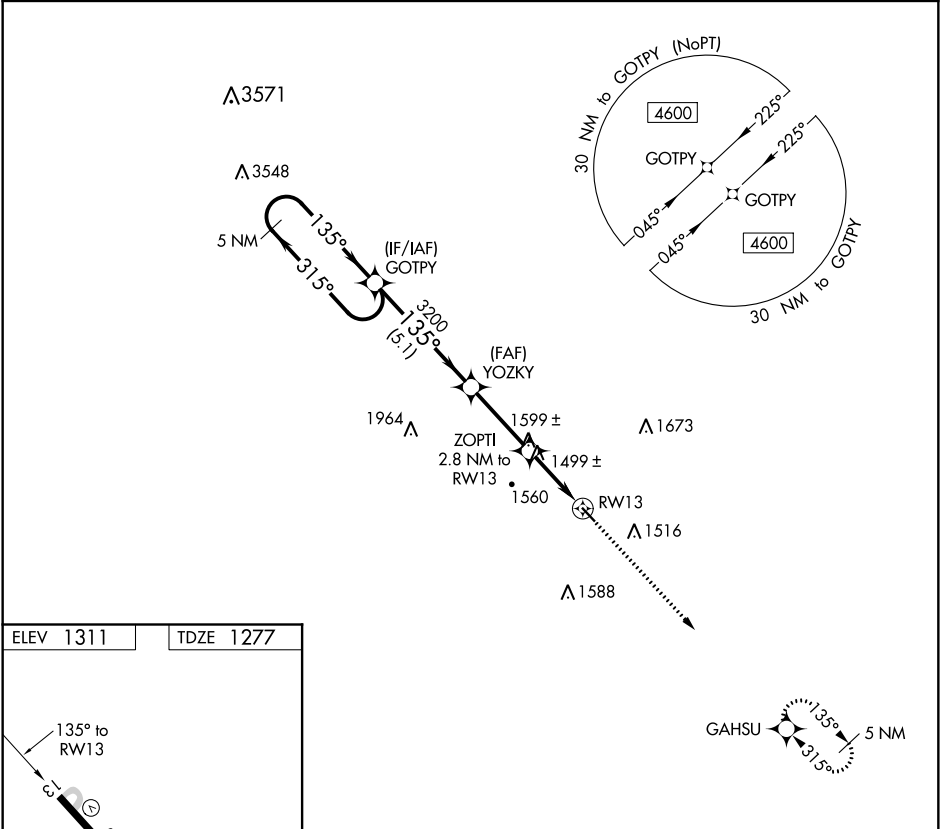 3571
3548
30 NM to GOTPY (NoPT)
4600
225°
GOTPY
045°
225°
GOTPY
045°
4600
30 NM to GOTPY
5 NM
135°
315°
(IF/IAF)
GOTPY
3200
135°
(5.1)
(FAF)
YOZKY
1964
1599 ±
1673
ZOPTI
2.8 NM to
RW13
1499 ±
1560
RW13
1516
1588
ELEV 1311
TDZE 1277
135° to
RW13
13
V
GAHSU
135°
315°
5 NM